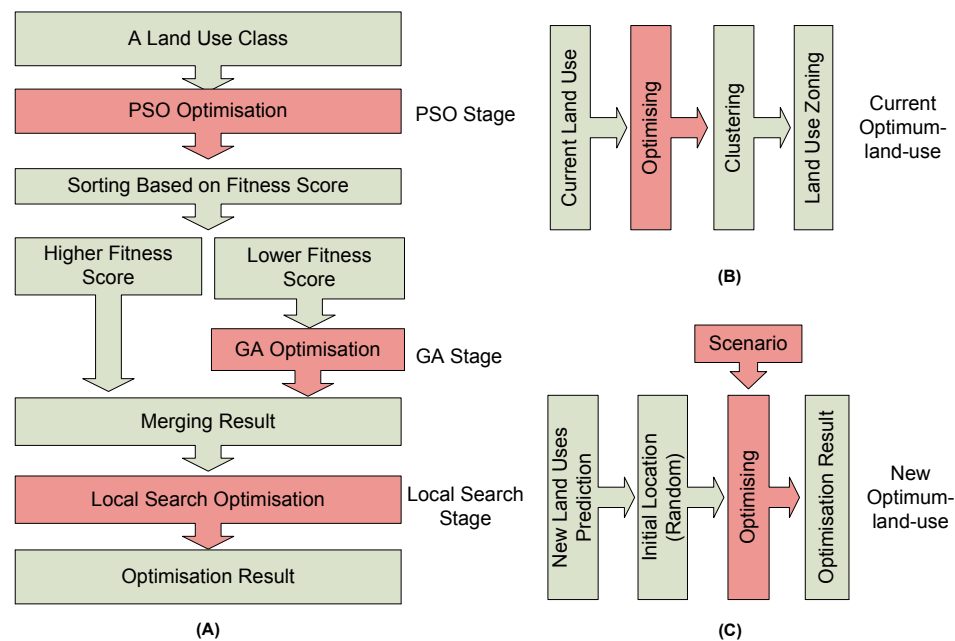 A Land Use Class
PSO Optimisation
PSO Stage
Sorting Based on Fitness Score
Higher Fitness
Score
Lower Fitness
Score
GA Optimisation
GA Stage
Merging Result
Local Search Optimisation
Local Search
Stage
Optimisation Result
(A)
Current Land Use
Optimising
Clustering
Land Use Zoning
Current
Optimum-
land-use
(B)
Scenario
New Land Uses
Prediction
Initial Location
(Random)
Optimising
Optimisation Result
New
Optimum-
land-use
(C)